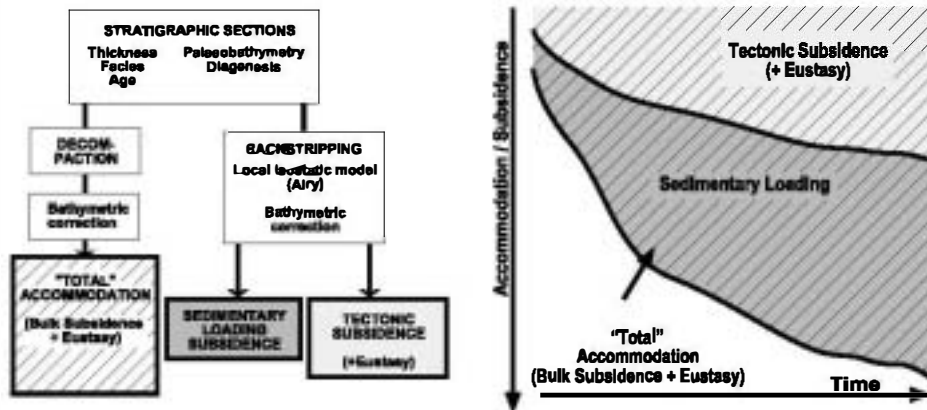 STRATIGRAPHIC SECTIONS
Thickness Paleobathymetry
Facies Diagenesis
Age
DECOM-
PACTION
Bathymetric
correction
"TOTAL"
ACCOMMODATION
(Bulk Subsidence
+ Eustasy)
BACKSTRIPPING
Local Isostatic model
(Airy)
Bathymetric
correction
SEDIMENTARY
LOADING
SUBSIDENCE
TECTONIC
SUBSIDENCE
(+Eustasy)
Accommodation / Subsidence
Tectonic Subsidence
(+ Eustasy)
Sedimentary Loading
"Total"
Accommodation
(Bulk Subsidence + Eustasy)
Time